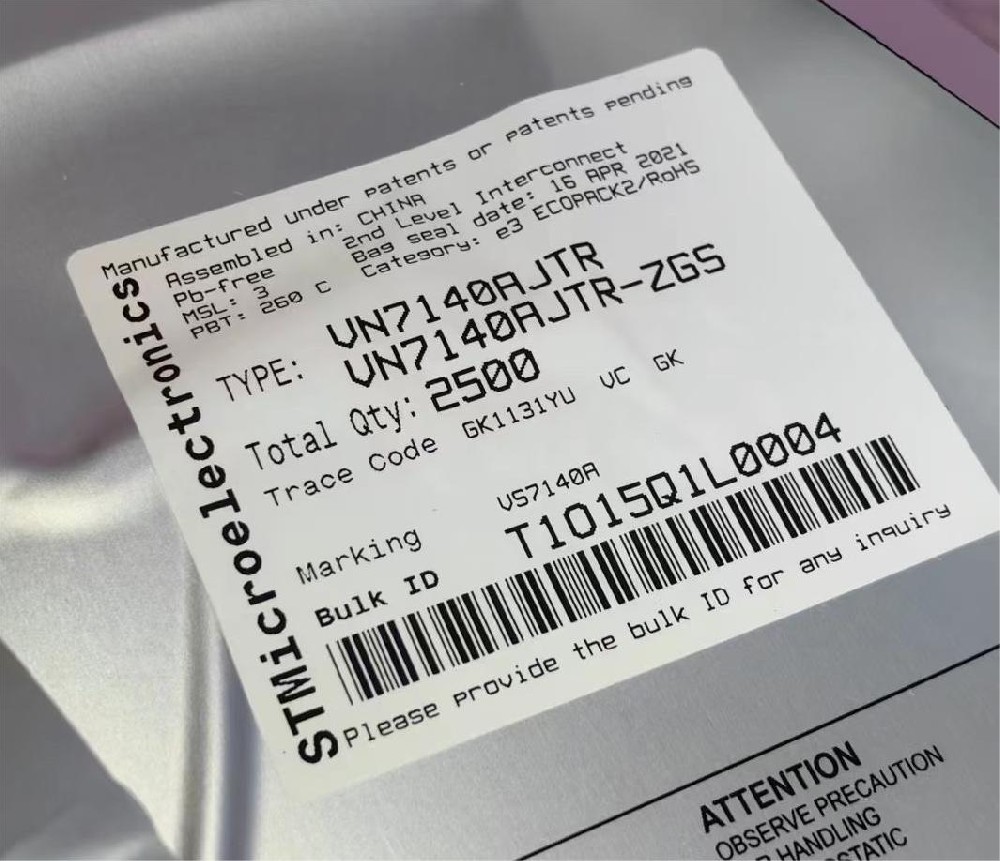 Manufactured under patents or patents pending
Assembled in: CHINA
Pb-free 2nd Level Interconnect
MSL: 3 Bag seal date: 16 APR 2021
PBT: 260 C Category: e3 ECOPACK2/RoHS
TYPE: VN7140AJTR
VN7140AJTR-ZGS
Total Qty: 2500
Trace Code GK1131YU VC GK
Marking VS7140A
Bulk ID T1015Q1L0004
Please provide the bulk ID for any inquiry
STMicroelectronics
ATTENTION
OBSERVE PRECAUTION
HANDLING
STATIC